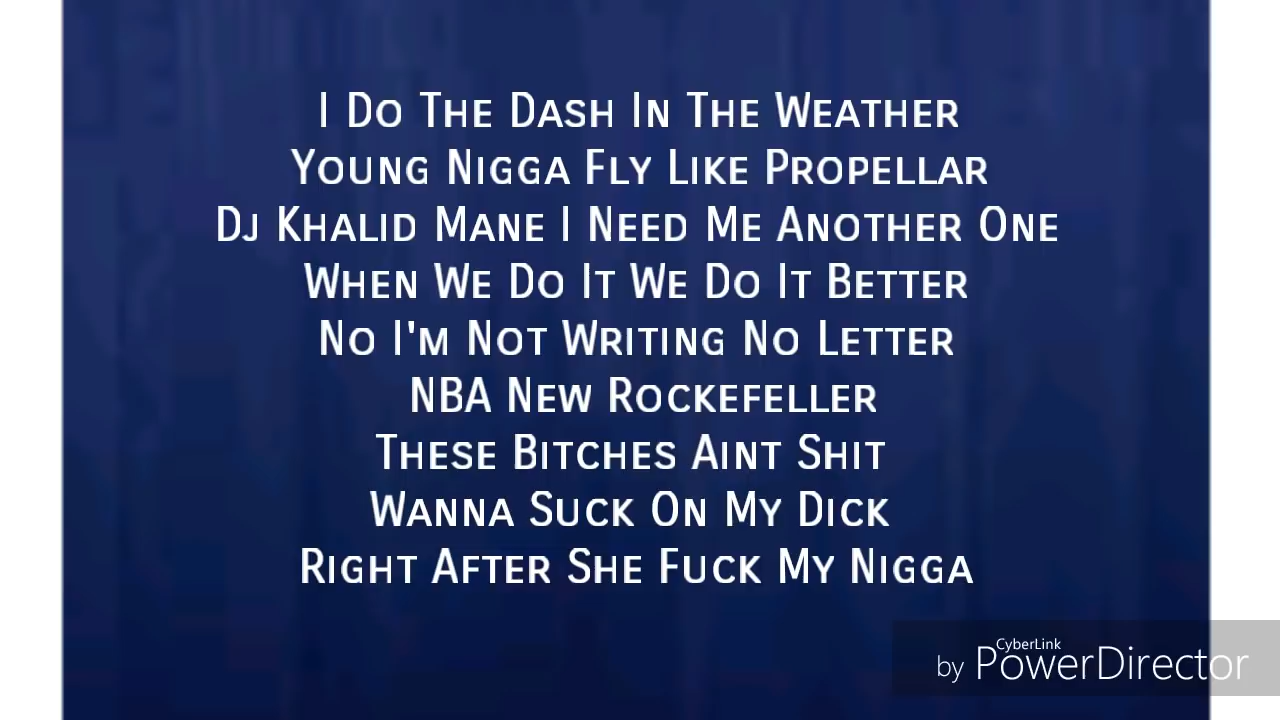 I Do The Dash In The Weather
Young Nigga Fly Like Propellar
Dj Khalid Mane I Need Me Another One
When We Do It We Do It Better
No I'm Not Writing No Letter
NBA New Rockefeller
These Bitches Aint Shit
Wanna Suck On My Dick
Right After She Fuck My Nigga
CyberLink
by PowerDirector